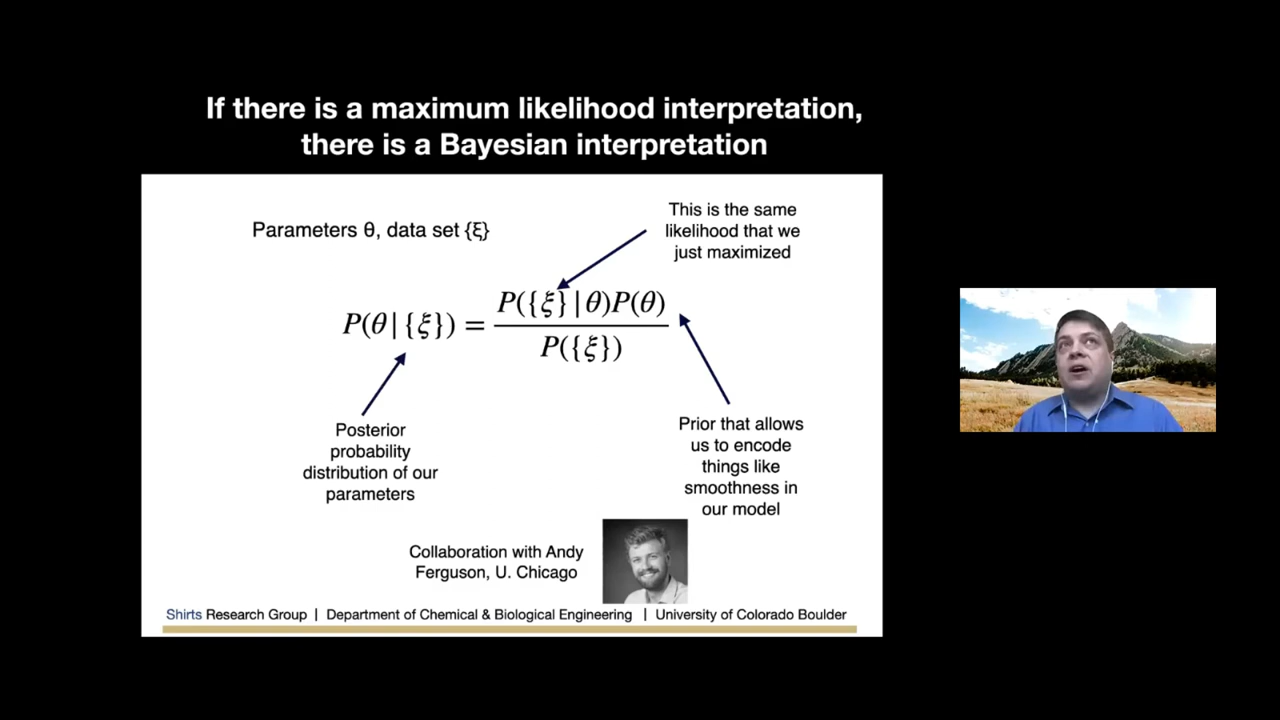 If there is a maximum likelihood interpretation,
there is a Bayesian interpretation
Parameters θ, data set {ξ}
This is the same
likelihood that we
just maximized
P(θ|{ξ}) = P({ξ}|θ)P(θ)
P({ξ})
Posterior
probability
distribution of our
parameters
Prior that allows
us to encode
things like
smoothness in
our model
Collaboration with Andy
Ferguson, U. Chicago
Shirts Research Group | Department of Chemical & Biological Engineering | University of Colorado Boulder